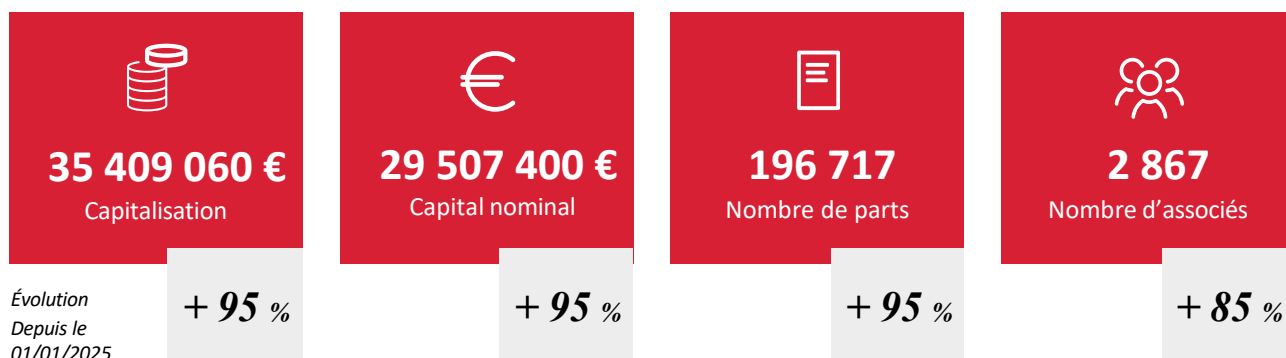 35 409 060 €
Capitalisation
29 507 400 €
Capital nominal
196 717
Nombre de parts
2 867
Nombre d’associés
Évolution
Depuis le
01/01/2025
+ 95 %
+ 95 %
+ 95 %
+ 85 %